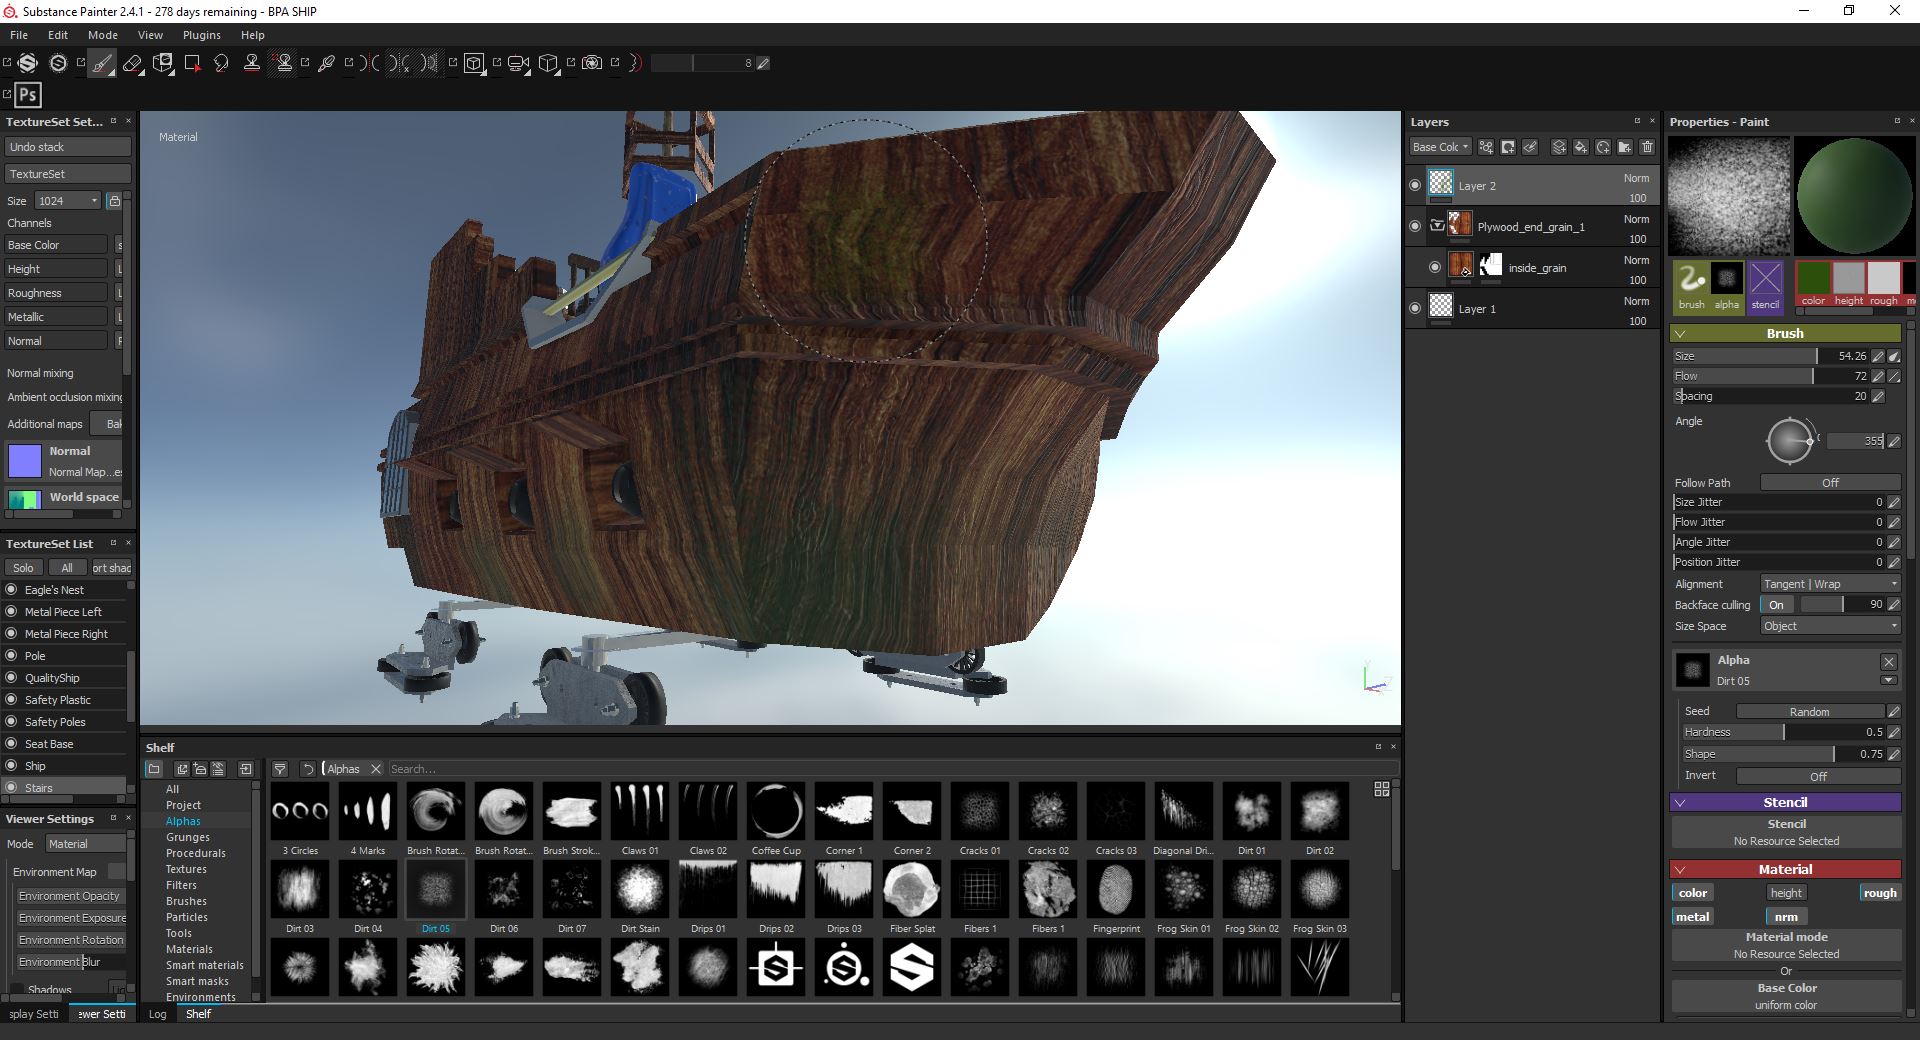 Substance Painter 2.4.1 - 278 days remaining - BPA SHIP
File Edit Mode View Plugins Help
8
Ps
TextureSet Set...
Undo stack
TextureSet
Size 1024
Channels
Base Color s
Height L
Roughness L
Metallic L
Normal F
Normal mixing
Ambient occlusion mixing
Additional maps Bak
Normal
Normal Map...es
World space
TextureSet List
Solo All ort shad
Eagle's Nest
Metal Piece Left
Metal Piece Right
Pole
QualityShip
Safety Plastic
Safety Poles
Seat Base
Ship
Stairs
Viewer Settings
Mode Material
Environment Map
Environment Opacity
Environment Exposure
Environment Rotation
Environment Blur
Shadows Lig
splay Setti ewer Setti
Material
Shelf
Alphas Search...
All
Project
Alphas
Grunges
Procedurals
Textures
Filters
Brushes
Particles
Tools
Materials
Smart materials
Smart masks
Environments
3 Circles 4 Marks Brush Rotat... Brush Rotat... Brush Strok... Claws 01 Claws 02 Coffee Cup Corner 1 Corner 2 Cracks 01 Cracks 02 Cracks 03 Diagonal Dri... Dirt 01 Dirt 02
Dirt 03 Dirt 04 Dirt 05 Dirt 06 Dirt 07 Dirt Stain Drips 01 Drips 02 Drips 03 Fiber Splat Fibers 1 Fibers 1 Fingerprint Frog Skin 01 Frog Skin 02 Frog Skin 03
Log Shelf
Layers
Base Colc
Layer 2 Norm
100
Plywood_end_grain_1 Norm
100
inside_grain Norm
100
Layer 1 Norm
100
Properties - Paint
brush alpha stencil color height rough m
Brush
Size 54.26
Flow 72
Spacing 20
Angle 355
Follow Path Off
Size Jitter 0
Flow Jitter 0
Angle Jitter 0
Position Jitter 0
Alignment Tangent | Wrap
Backface culling On 90
Size Space Object
Alpha
Dirt 05
Seed Random
Hardness 0.5
Shape 0.75
Invert Off
Stencil
Stencil
No Resource Selected
Material
color height rough
metal nrm
Material mode
No Resource Selected
Or
Base Color
uniform color